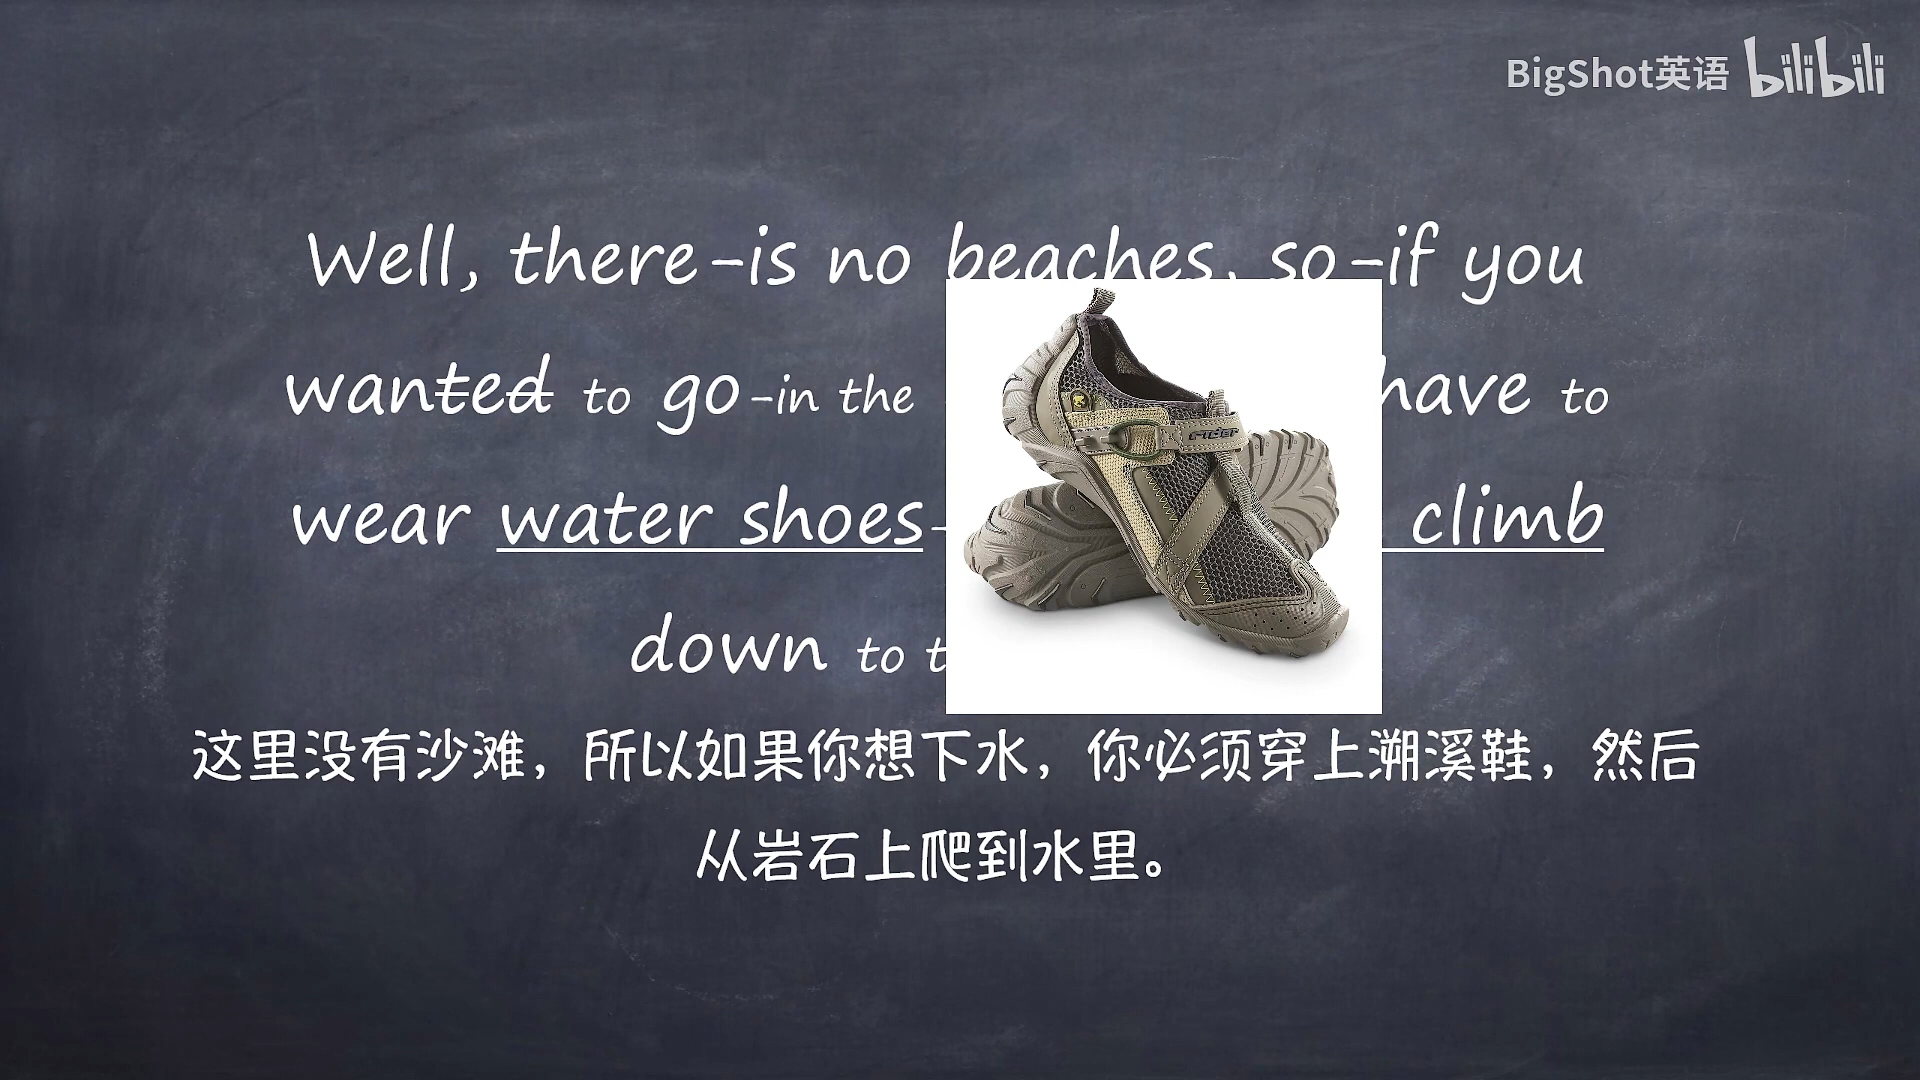 BigShot英语 bilibili
Well, there-is no beaches, so-if you
wanted to go-in the have to
wear water shoes- climb
down to t
这里没有沙滩，所以如果你想下水，你必须穿上溯溪鞋，然后
从岩石上爬到水里。